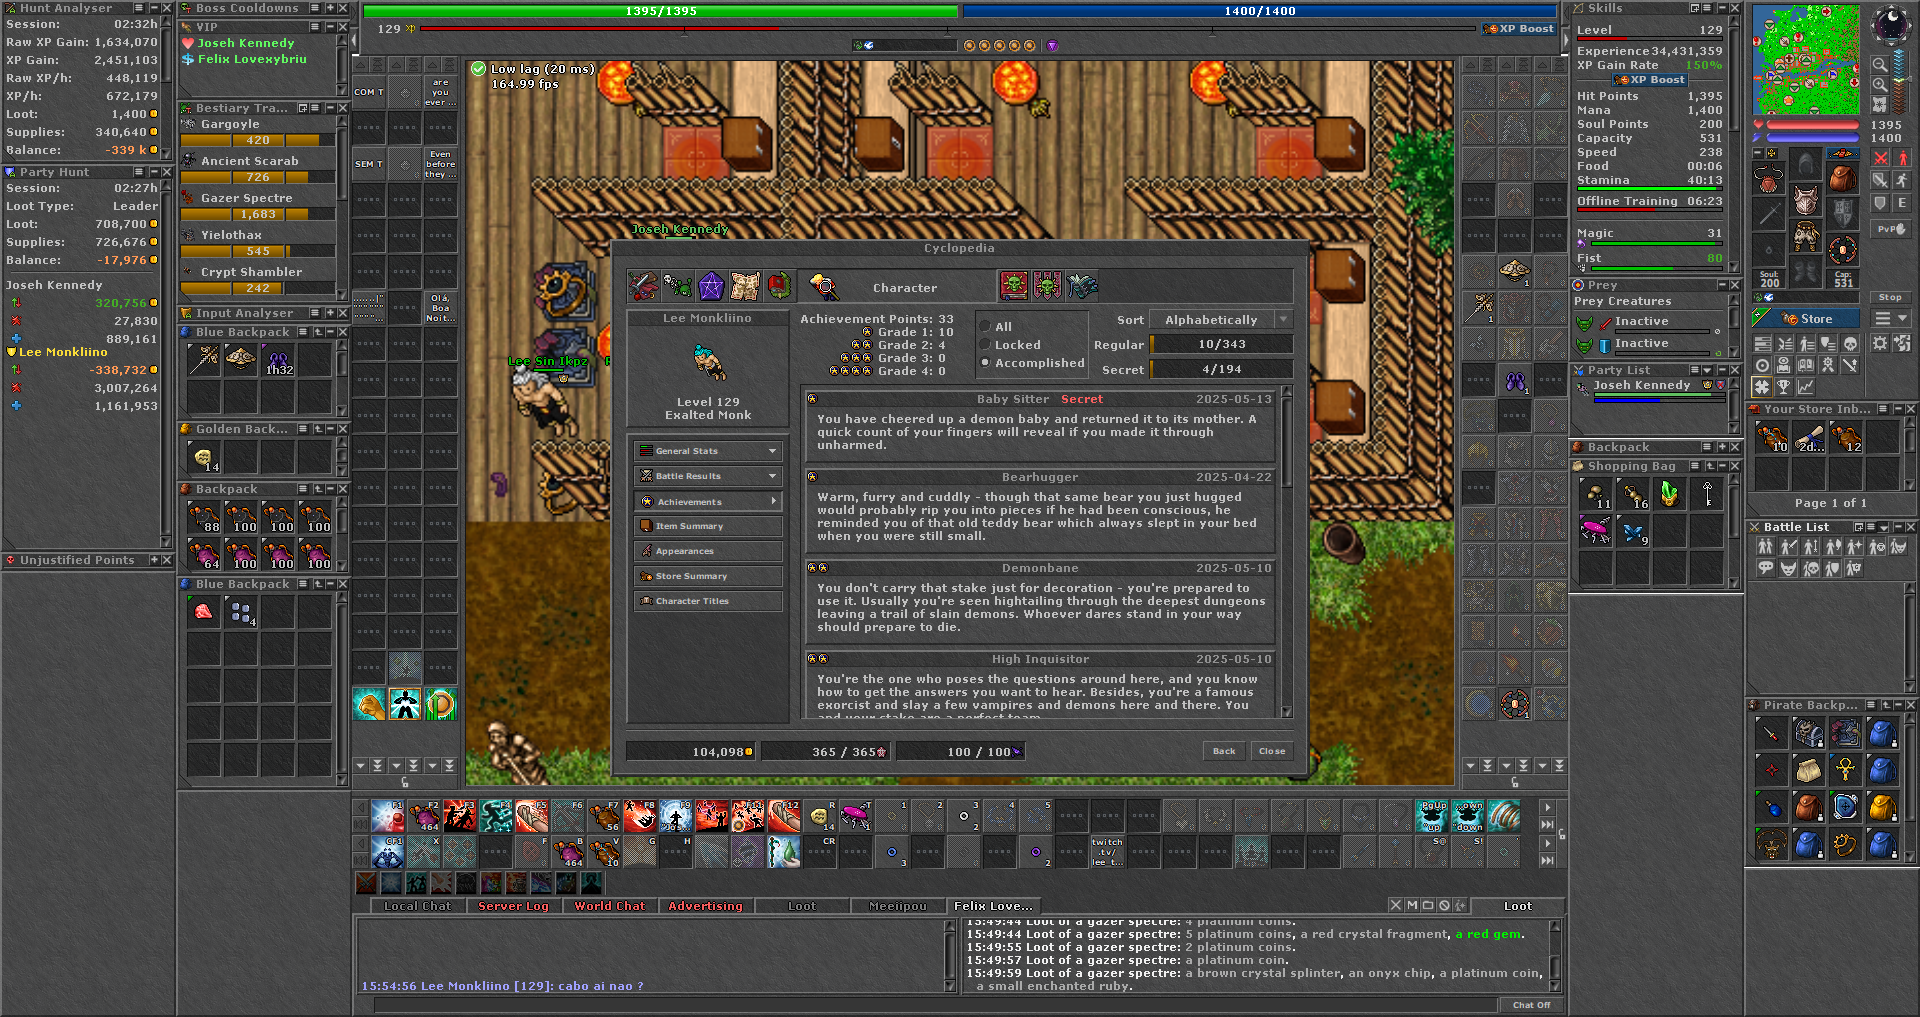 Hunt Analyser
Session: 02:32h
Raw XP Gain: 1,634,070
XP Gain: 2,451,103
Raw XP/h: 448,119
XP/h: 672,179
Loot: 1,400
Supplies: 340,640
Balance: -339 k
Party Hunt
Session: 02:27h
Loot Type: Leader
Loot: 708,700
Supplies: 726,676
Balance: -17,976
Joseh Kennedy
320,756
27,830
889,161
Lee Monkliino
-338,732
3,007,264
1,161,953
Unjustified Points
Boss Cooldowns
VIP
Joseh Kennedy
Felix Lovexybriu
Bestiary Tra...
Gargoyle
420
Ancient Scarab
726
Gazer Spectre
1,683
Yielothax
545
Crypt Shambler
242
Input Analyser
Blue Backpack
1h32
Golden Back...
14
Backpack
88 100 100 100
64 100 100 100
Blue Backpack
4
1395/1395
1400/1400
129 XP
XP Boost
COM T
are you ever ...
SEM T
Even before they ...
Olá, Boa Noit...
Low lag (20 ms)
164.99 fps
Joseh Kennedy
Lee Sin Ikpz
Cyclopedia
Character
Lee Monkliino
Level 129
Exalted Monk
General Stats
Battle Results
Achievements
Item Summary
Appearances
Store Summary
Character Titles
Achievement Points: 33
Grade 1: 10
Grade 2: 4
Grade 3: 0
Grade 4: 0
All
Locked
Accomplished
Sort Alphabetically
Regular 10/343
Secret 4/194
Baby Sitter Secret 2025-05-13
You have cheered up a demon baby and returned it to its mother. A
quick count of your fingers will reveal if you made it through
unharmed.
Bearhugger 2025-04-22
Warm, furry and cuddly - though that same bear you just hugged
would probably rip you into pieces if he had been conscious, he
reminded you of that old teddy bear which always slept in your bed
when you were still small.
Demonbane 2025-05-10
You don't carry that stake just for decoration - you're prepared to
use it. Usually you're seen hightailing through the deepest dungeons
leaving a trail of slain demons. Whoever dares stand in your way
should prepare to die.
High Inquisitor 2025-05-10
You're the one who poses the questions around here, and you know
how to get the answers you want to hear. Besides, you're a famous
exorcist and slay a few vampires and demons here and there. You
and your stake are a perfect team.
104,098
365 / 365
100 / 100
Back
Close
F1 F2 F3 F4 F5 F6 F7 F8 F9 F11 F12 R T 1 2 3 4 5 PgUp
464 56 14 2 up down
CF1 X F B V G H CR
464 10 3 2
twitch
.tv/
lee_t...
Local Chat
Server Log
World Chat
Advertising
Loot
Meeiipou
Felix Love...
Loot
15:54:56 Lee Monkliino [129]: cabo ai nao ?
15:49:44 Loot of a gazer spectre: 4 platinum coins.
15:49:44 Loot of a gazer spectre: 5 platinum coins, a red crystal fragment, a red gem.
15:49:55 Loot of a gazer spectre: 2 platinum coins.
15:49:57 Loot of a gazer spectre: a platinum coin.
15:49:59 Loot of a gazer spectre: a brown crystal splinter, an onyx chip, a platinum coin,
a small enchanted ruby.
Chat Off
Skills
Level 129
Experience 34,431,359
XP Gain Rate 150%
XP Boost
Hit Points 1,395
Mana 1,400
Soul Points 200
Capacity 531
Speed 238
Food 00:06
Stamina 40:13
Offline Training 06:23
Magic 31
Fist 80
Prey
Prey Creatures
Inactive
Inactive
Party List
Joseh Kennedy
Backpack
Shopping Bag
11 16
9
1395
1400
Soul:
200
Cap:
531
E
PvP
Stop
Store
Your Store Inb...
10 2d... 12
Page 1 of 1
Battle List
Pirate Backp...